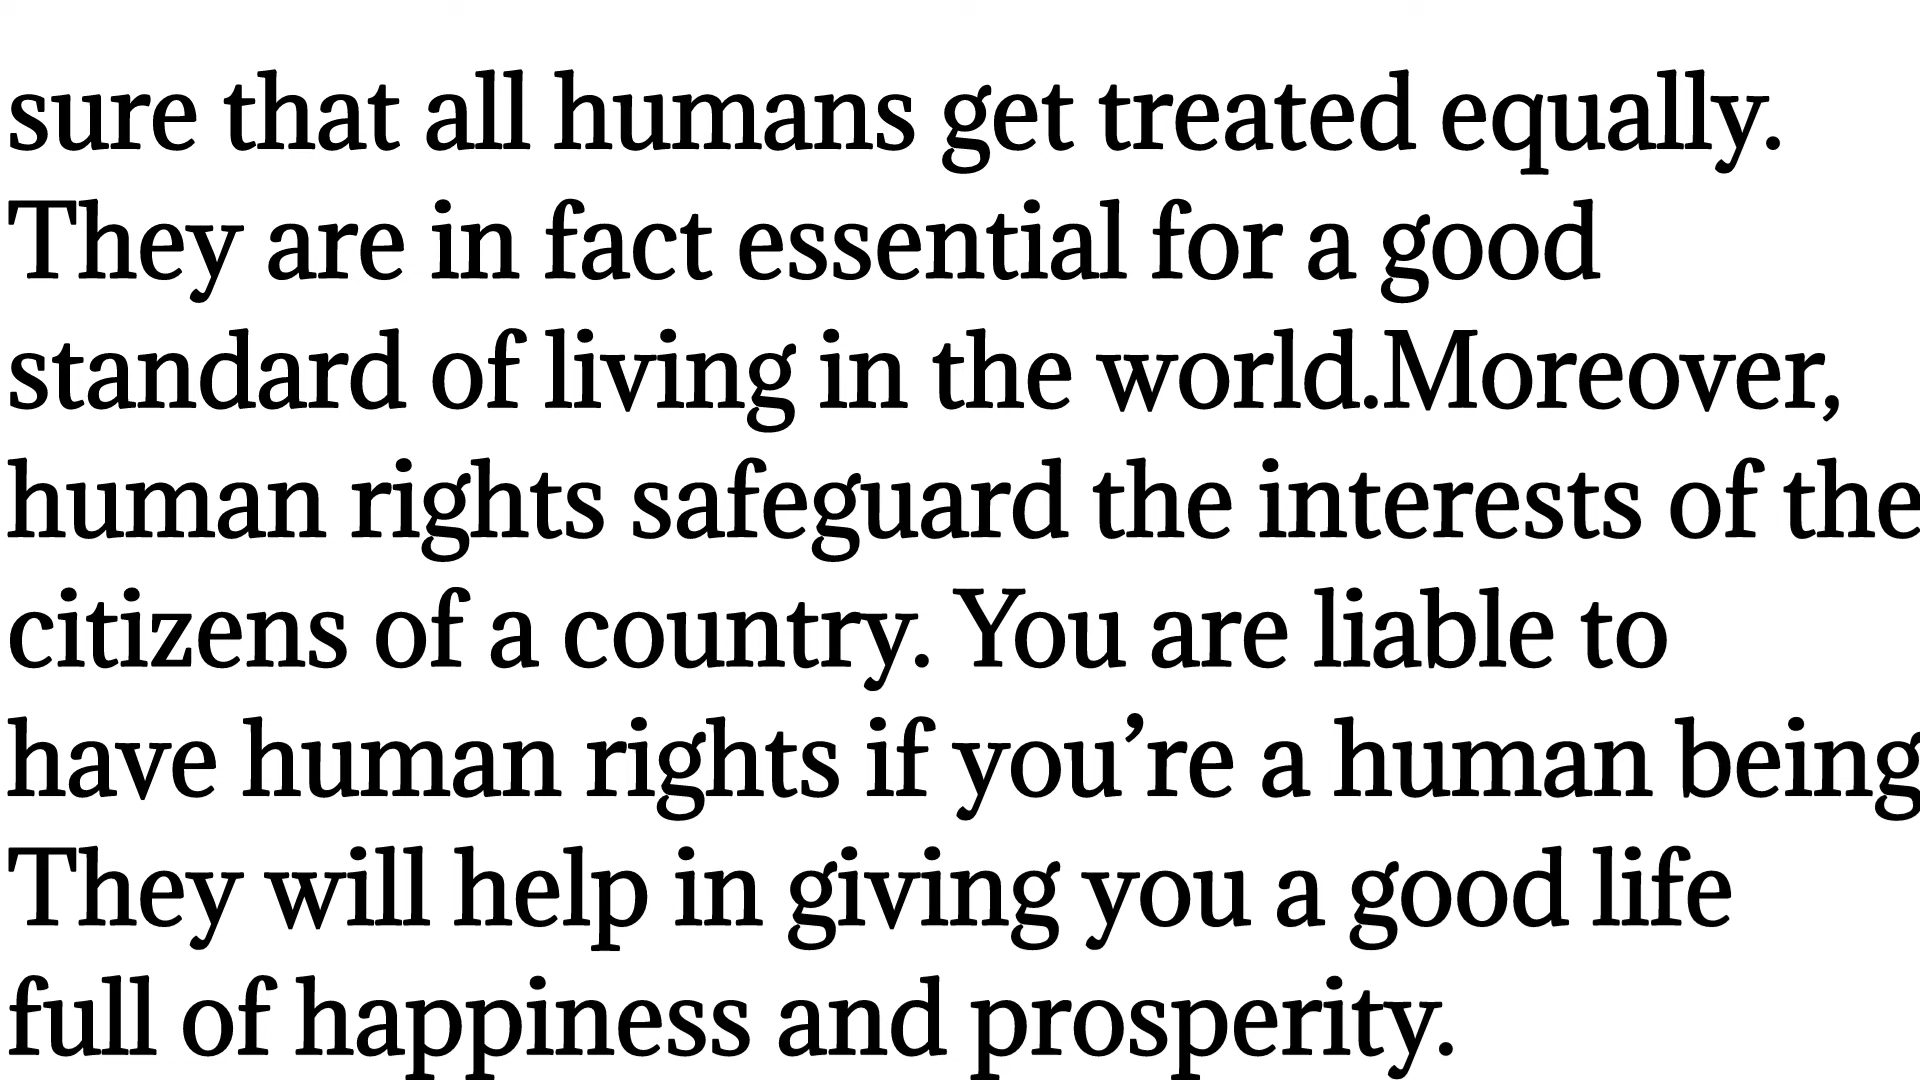 sure that all humans get treated equally.
They are in fact essential for a good
standard of living in the world.Moreover,
human rights safeguard the interests of the
citizens of a country. You are liable to
have human rights if you’re a human being
They will help in giving you a good life
full of happiness and prosperity.